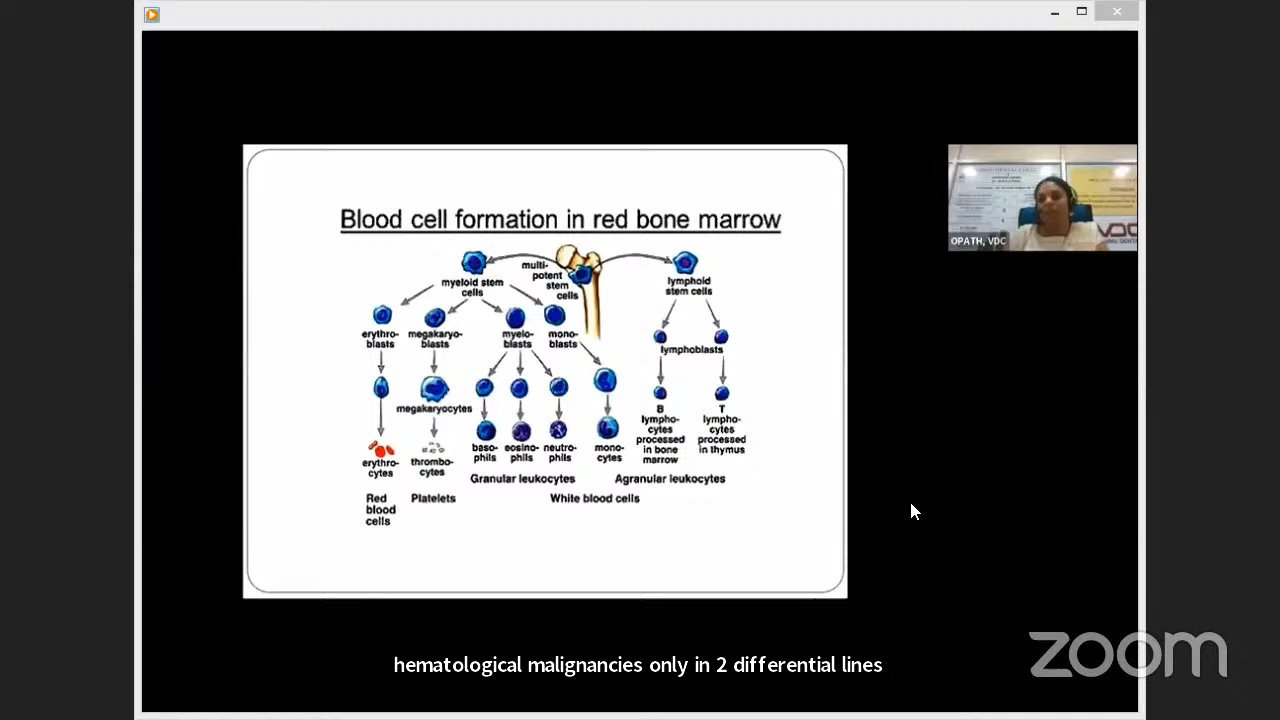 Blood cell formation in red bone marrow
multi-
potent
stem
cells
myeloid stem
cells
lymphoid
stem cells
erythro-
blasts
megakaryo-
blasts
myelo-
blasts
mono-
blasts
lymphoblasts
megakaryocytes
erythro-
cytes
thrombo-
cytes
baso-
phils
eosino-
phils
neutro-
phils
mono-
cytes
B
lympho-
cytes
processed
in bone
marrow
T
lympho-
cytes
processed
in thymus
Granular leukocytes
Agranular leukocytes
Red
blood
cells
Platelets
White blood cells
OPATH, VDC
hematological malignancies only in 2 differential lines
zoom